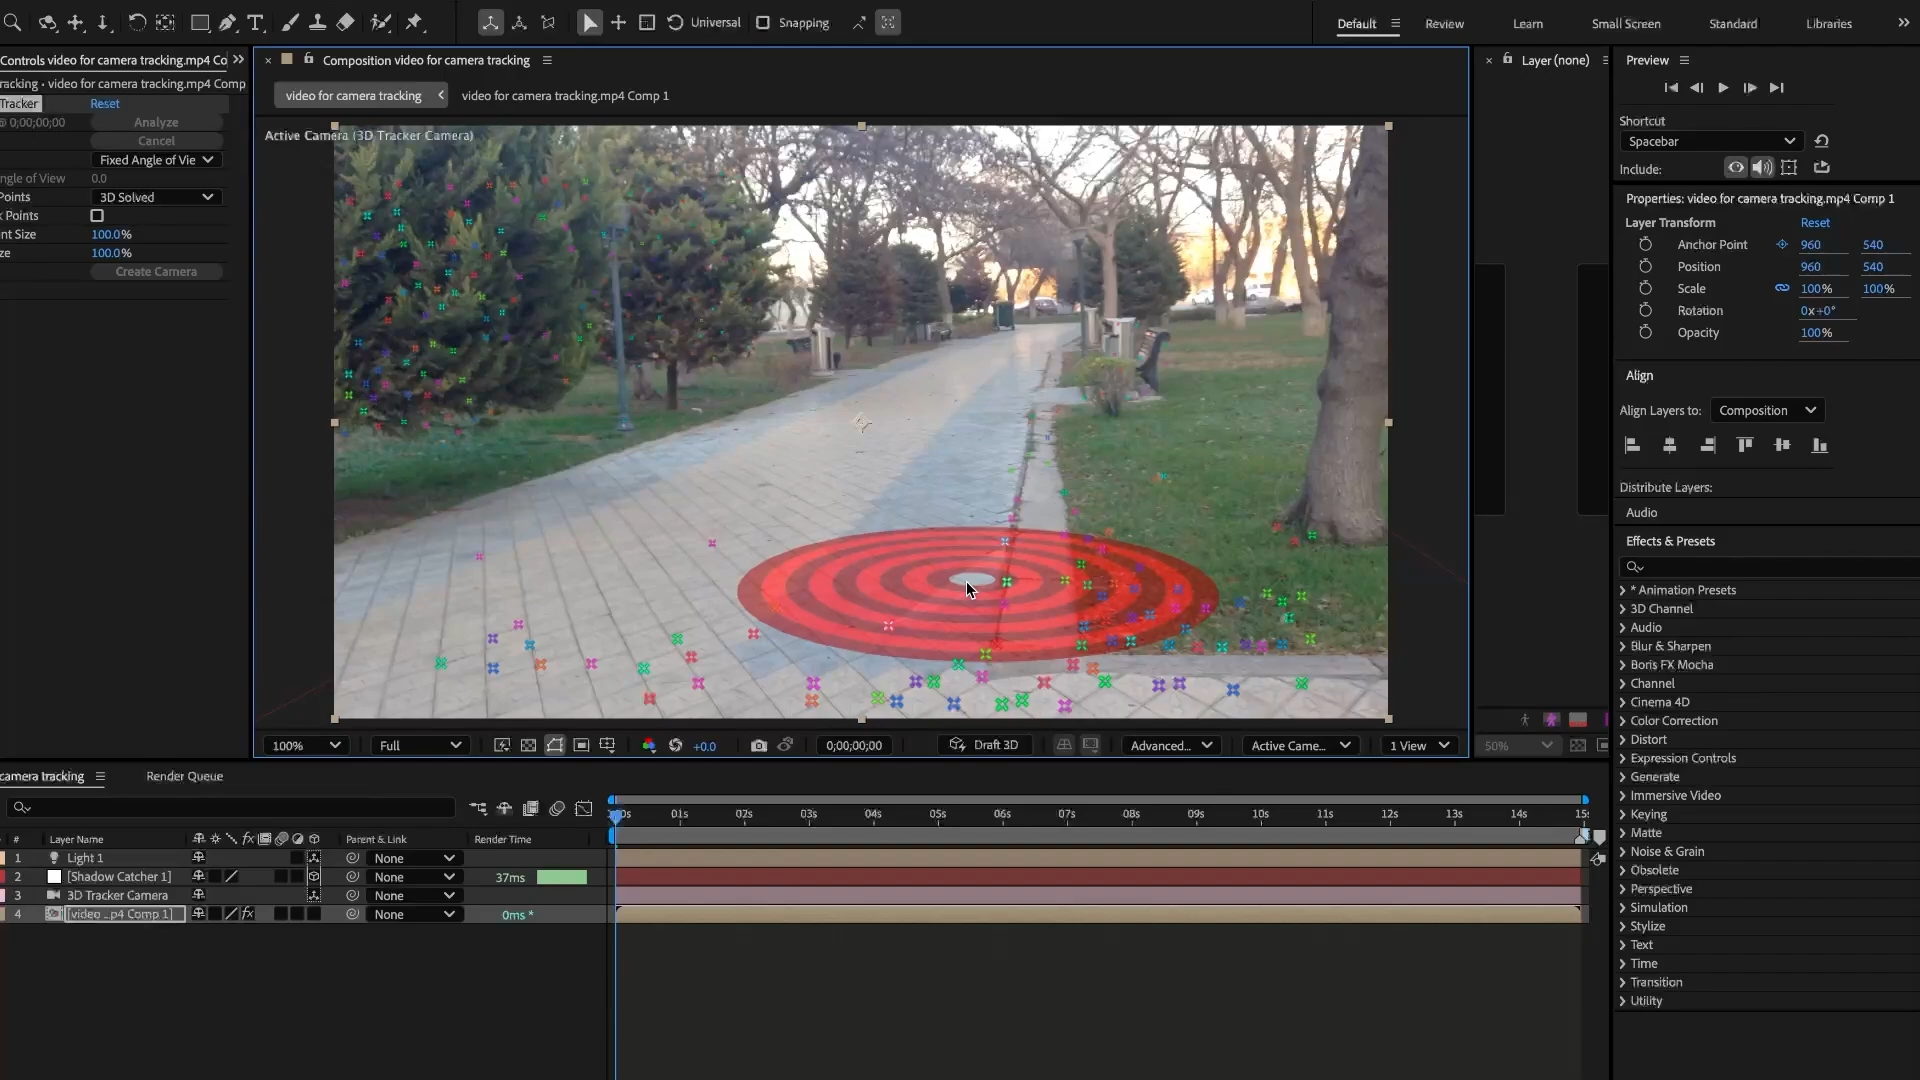 Universal
Snapping
Default
Review
Learn
Small Screen
Standard
Libraries
Controls video for camera tracking.mp4 Co
racking • video for camera tracking.mp4 Comp
Tracker
Reset
0;00;00;00
Analyze
Cancel
Fixed Angle of Vie
ngle of View
0.0
Points
3D Solved
k Points
nt Size
100.0%
ze
100.0%
Create Camera
Composition video for camera tracking
video for camera tracking
video for camera tracking.mp4 Comp 1
Active Camera (3D Tracker Camera)
100%
Full
+0.0
0;00;00;00
Draft 3D
Advanced...
Active Came...
1 View
Layer (none)
50%
Preview
Shortcut
Spacebar
Include:
Properties: video for camera tracking.mp4 Comp 1
Layer Transform
Reset
Anchor Point
960
540
Position
960
540
Scale
100%
100%
Rotation
0x+0°
Opacity
100%
Align
Align Layers to:
Composition
Distribute Layers:
Audio
Effects & Presets
* Animation Presets
3D Channel
Audio
Blur & Sharpen
Boris FX Mocha
Channel
Cinema 4D
Color Correction
Distort
Expression Controls
Generate
Immersive Video
Keying
Matte
Noise & Grain
Obsolete
Perspective
Simulation
Stylize
Text
Time
Transition
Utility
camera tracking
Render Queue
01s
02s
03s
04s
05s
06s
07s
08s
09s
10s
11s
12s
13s
14s
15s
#
Layer Name
fx
Parent & Link
Render Time
1
Light 1
None
2
[Shadow Catcher 1]
None
37ms
3
3D Tracker Camera
None
4
[video ...p4 Comp 1]
fx
None
0ms *